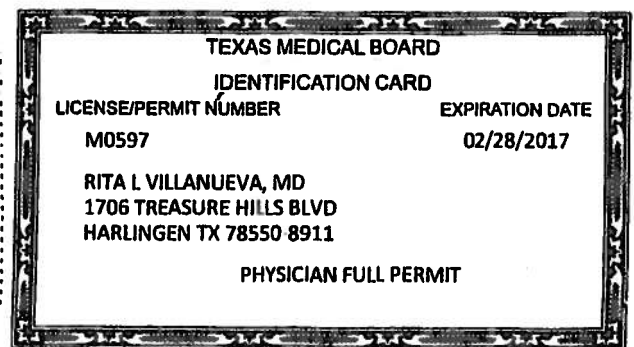 TEXAS MEDICAL BOARD
IDENTIFICATION CARD
LICENSE/PERMIT NUMBER EXPIRATION DATE
M0597 02/28/2017
RITA L VILLANUEVA, MD
1706 TREASURE HILLS BLVD
HARLINGEN TX 78550-8911
PHYSICIAN FULL PERMIT